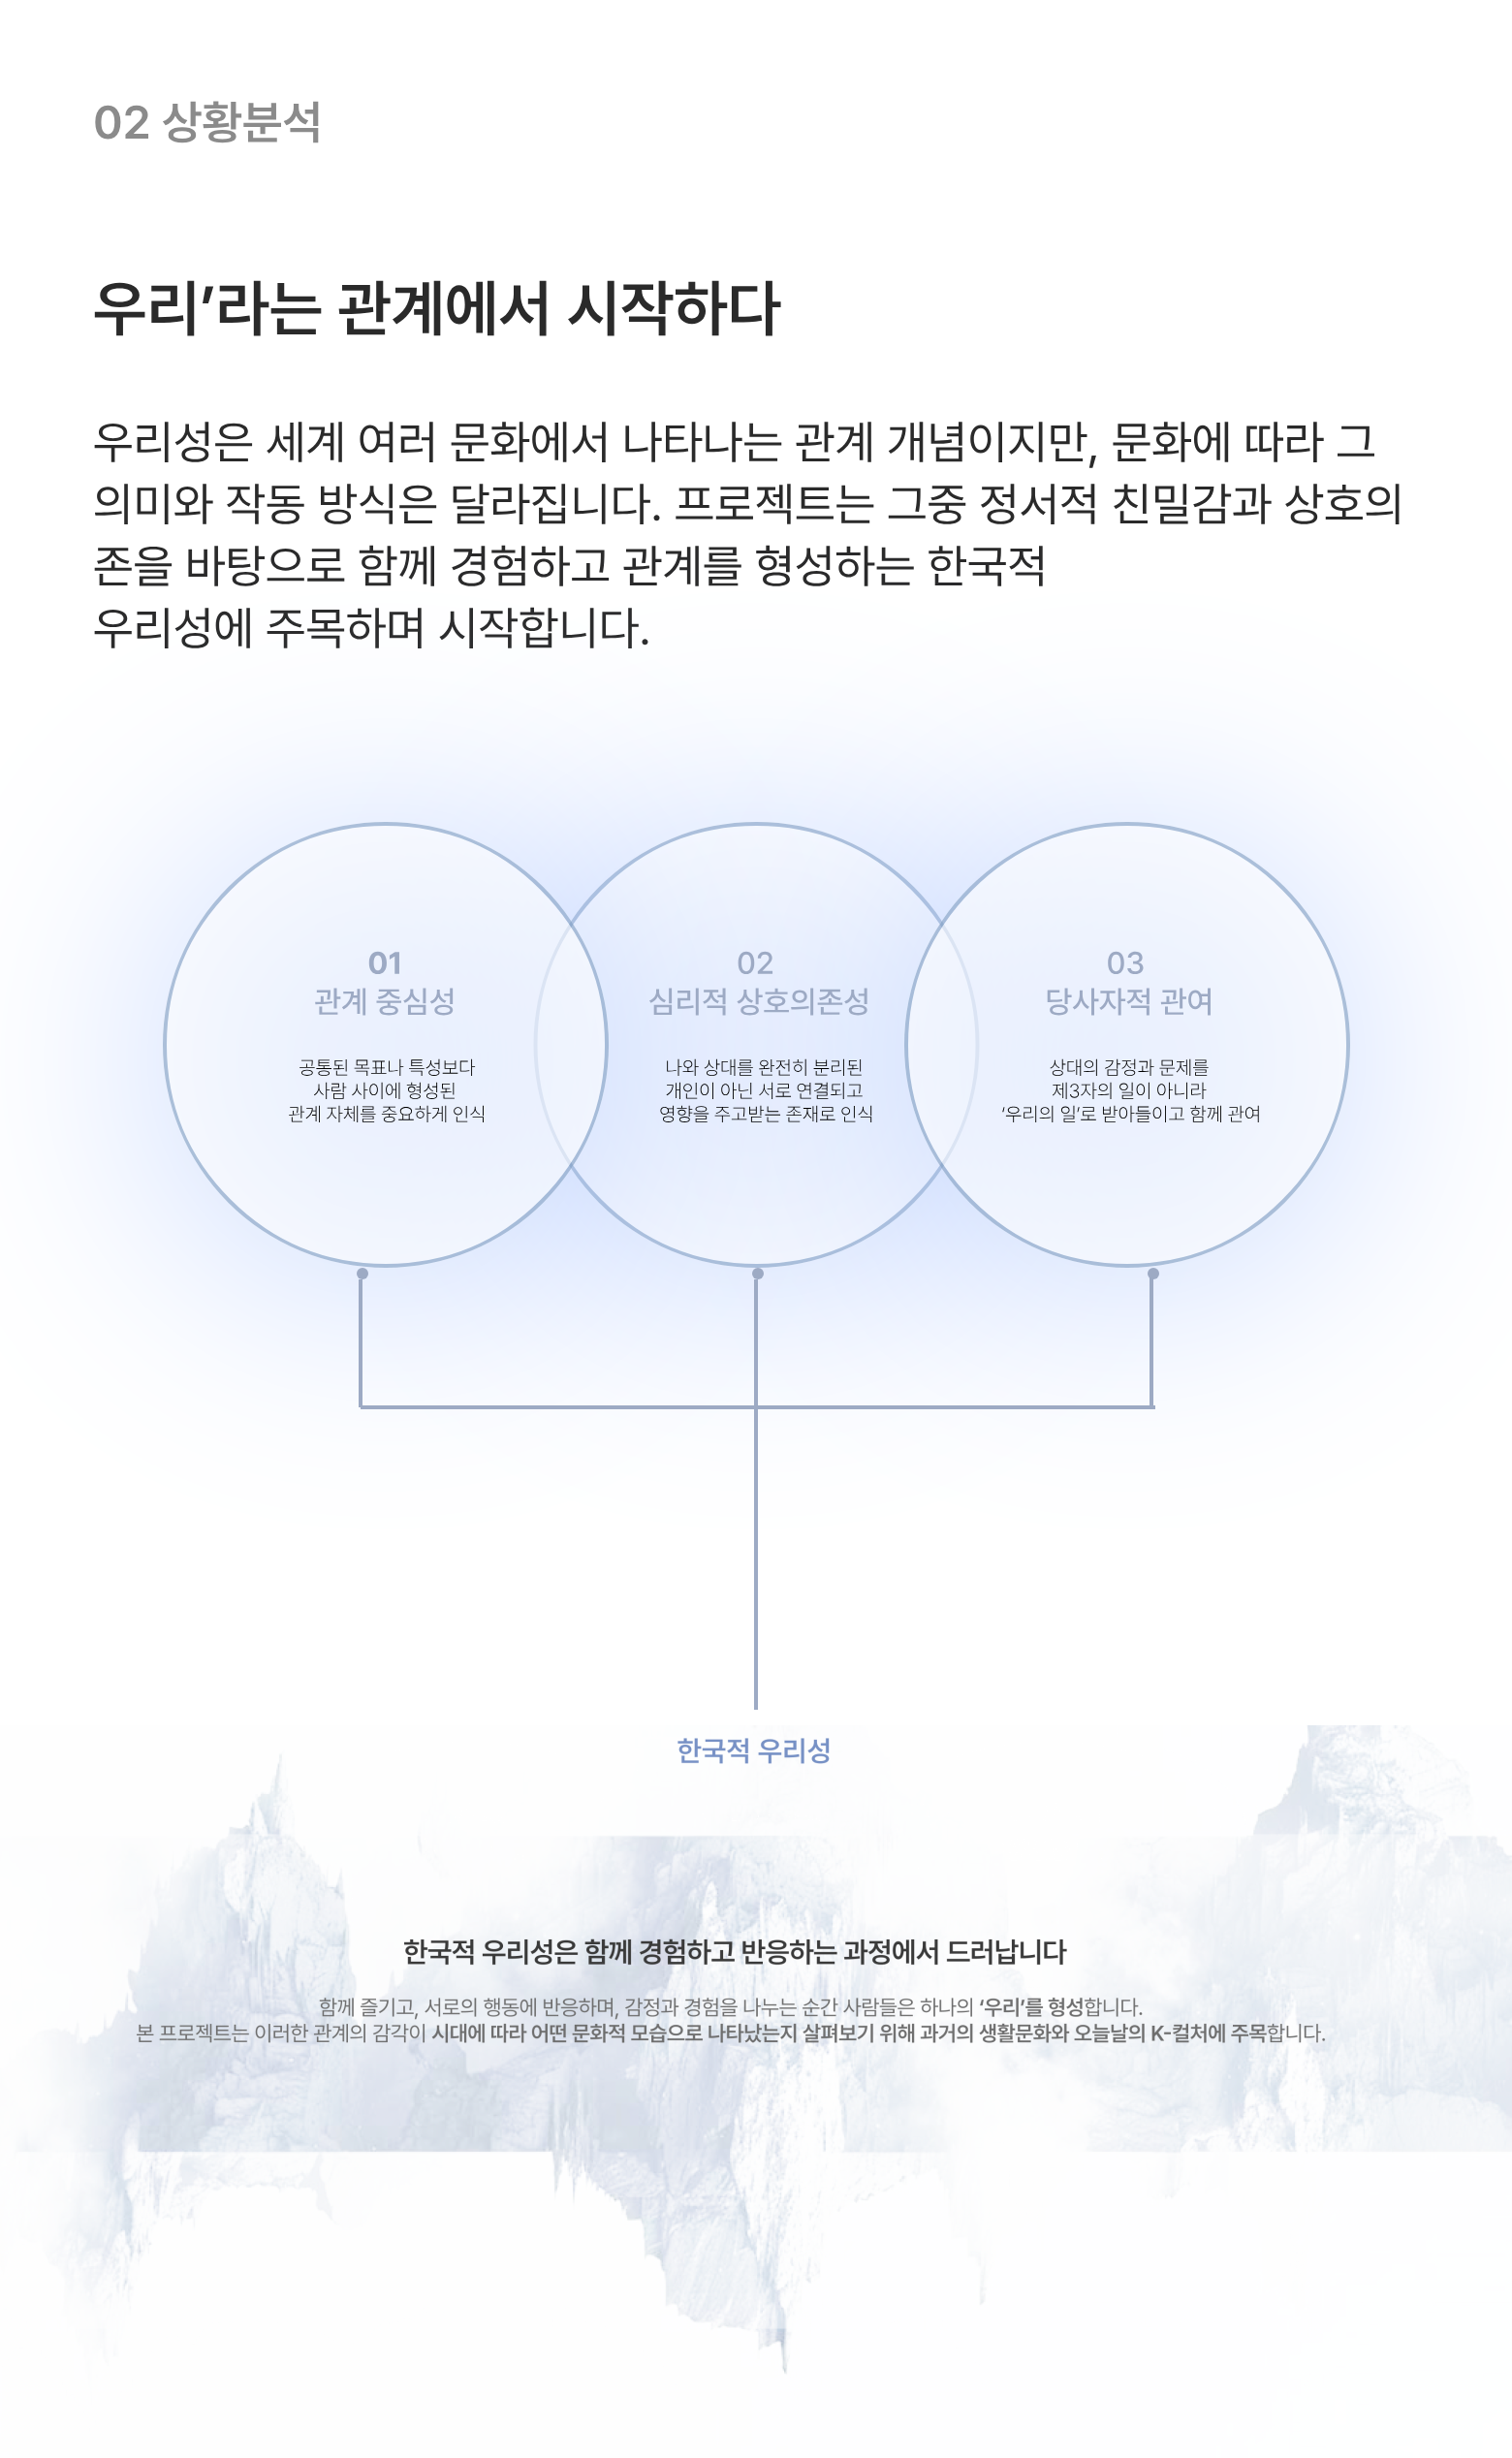 02 상황분석
우리’라는 관계에서 시작하다
우리성은 세계 여러 문화에서 나타나는 관계 개념이지만, 문화에 따라 그
의미와 작동 방식은 달라집니다. 프로젝트는 그중 정서적 친밀감과 상호의
존을 바탕으로 함께 경험하고 관계를 형성하는 한국적
우리성에 주목하며 시작합니다.
01
관계 중심성
공통된 목표나 특성보다
사람 사이에 형성된
관계 자체를 중요하게 인식
02
심리적 상호의존성
나와 상대를 완전히 분리된
개인이 아닌 서로 연결되고
영향을 주고받는 존재로 인식
03
당사자적 관여
상대의 감정과 문제를
제3자의 일이 아니라
‘우리의 일’로 받아들이고 함께 관여
한국적 우리성
한국적 우리성은 함께 경험하고 반응하는 과정에서 드러납니다
함께 즐기고, 서로의 행동에 반응하며, 감정과 경험을 나누는 순간 사람들은 하나의 ‘우리’를 형성합니다.
본 프로젝트는 이러한 관계의 감각이 시대에 따라 어떤 문화적 모습으로 나타났는지 살펴보기 위해 과거의 생활문화와 오늘날의 K-컬처에 주목합니다.